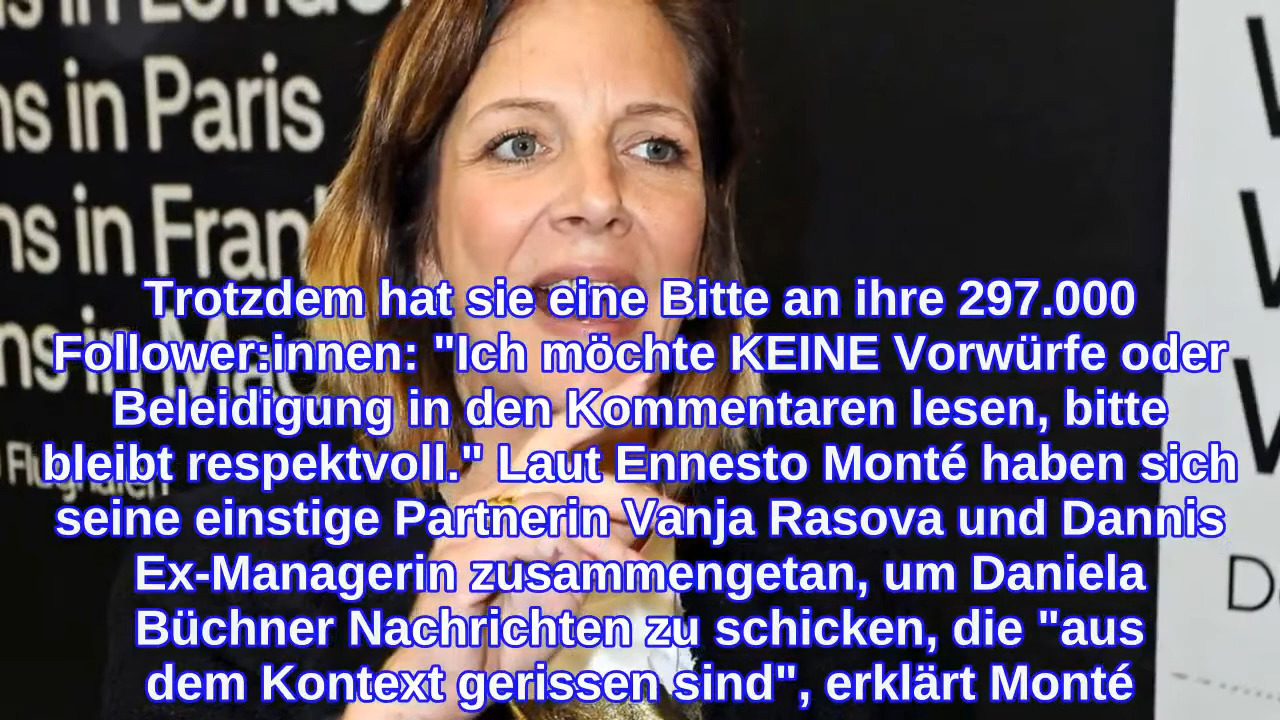 ns in London
ns in Paris
ns in Fran
Trotzdem hat sie eine Bitte an ihre 297.000
Follower:innen: "Ich möchte KEINE Vorwürfe oder
Beleidigung in den Kommentaren lesen, bitte
bleibt respektvoll." Laut Ennesto Monté haben sich
seine einstige Partnerin Vanja Rasova und Dannis
Ex-Managerin zusammengetan, um Daniela
Büchner Nachrichten zu schicken, die "aus
dem Kontext gerissen sind", erklärt Monté